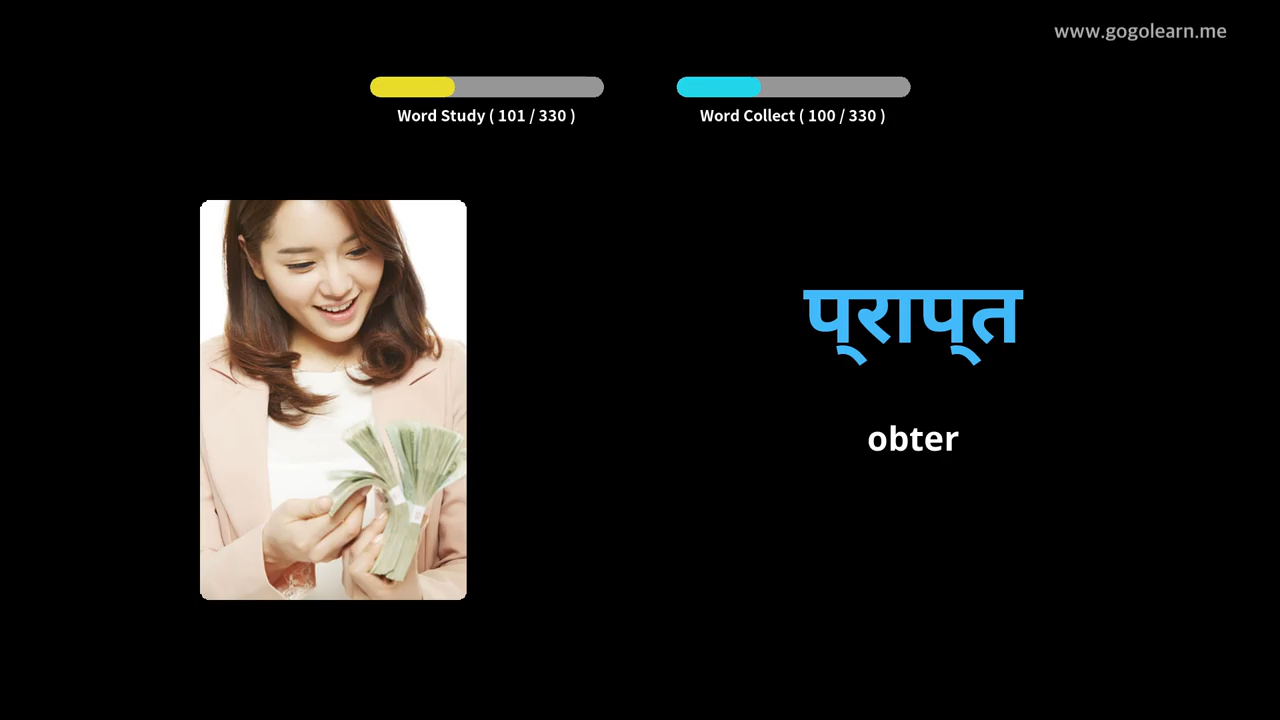 www.gogolearn.me
Word Study ( 101 / 330 )
Word Collect ( 100 / 330 )
प्राप्त
obter